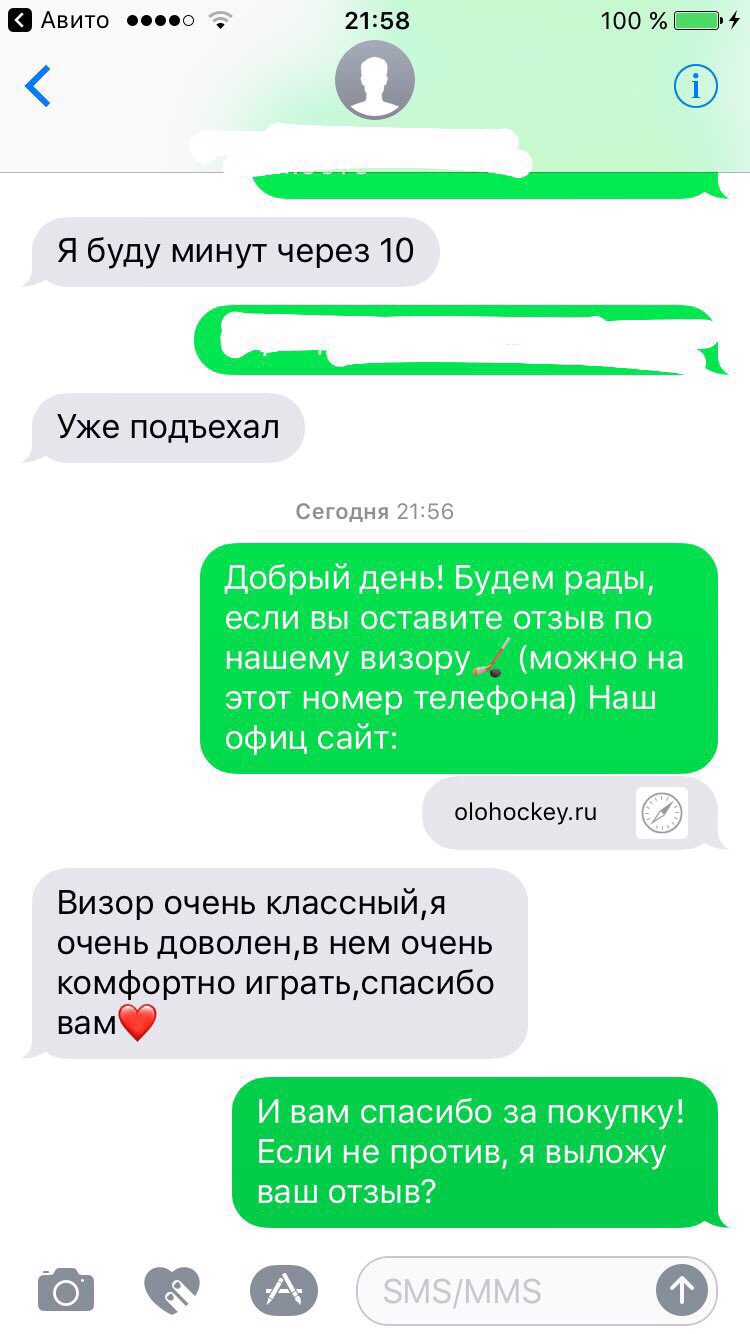 Авито
21:58
100 %
Я буду минут через 10
Уже подъехал
Сегодня 21:56
Добрый день! Будем рады,
если вы оставите отзыв по
нашему визору🏒 (можно на
этот номер телефона) Наш
офиц сайт:
olohockey.ru
Визор очень классный,я
очень доволен,в нем очень
комфортно играть,спасибо
вам❤️
И вам спасибо за покупку!
Если не против, я выложу
ваш отзыв?
SMS/MMS